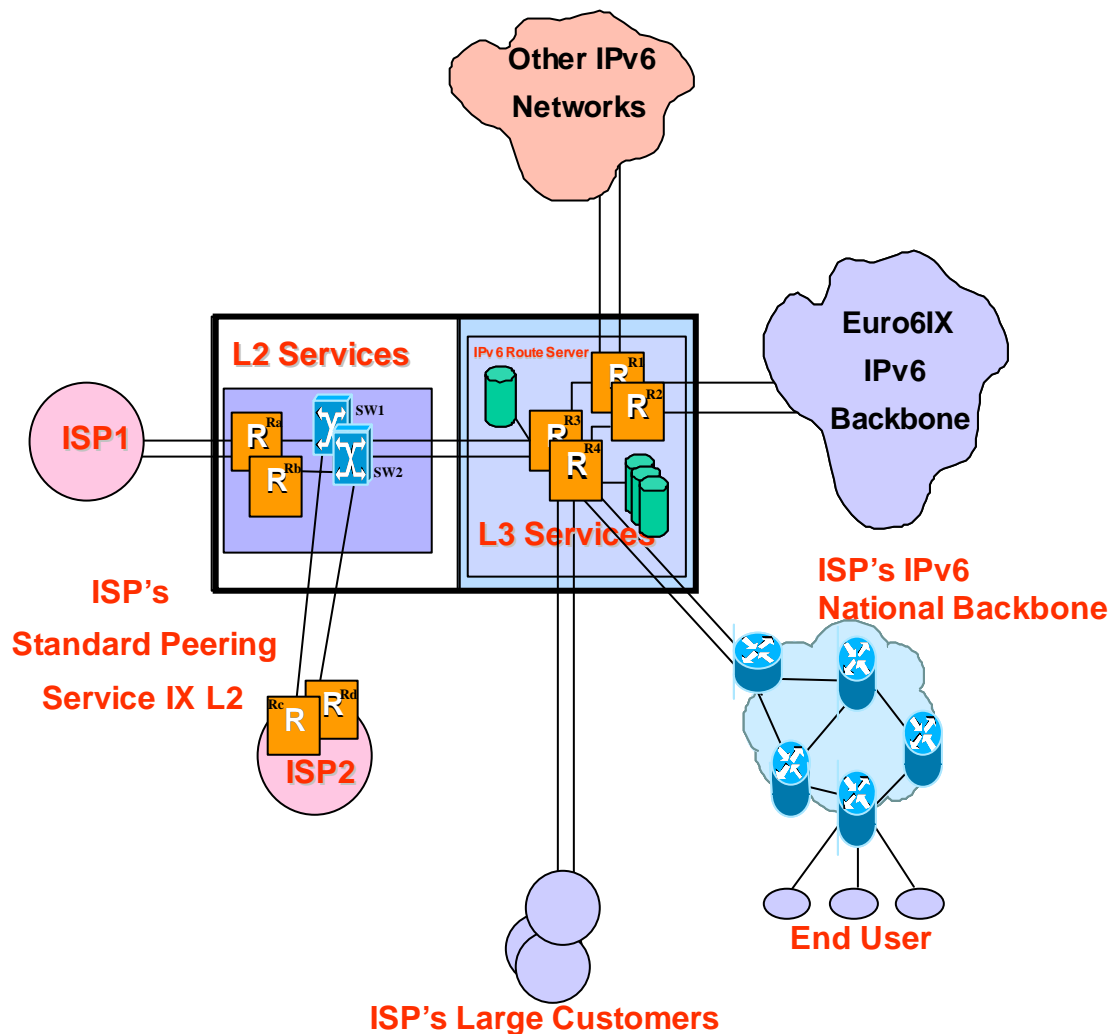 Other IPv6
Networks
Euro6IX
IPv6
Backbone
L2 Services
IPv 6 Route Server
R R1
R R2
SW1
ISP1
R Ra
R R3
SW2
R Rb
R R4
L3 Services
ISP's
Standard Peering
Service IX L2
ISP's IPv6
National Backbone
Rc R
R Rd
ISP2
End User
ISP's Large Customers